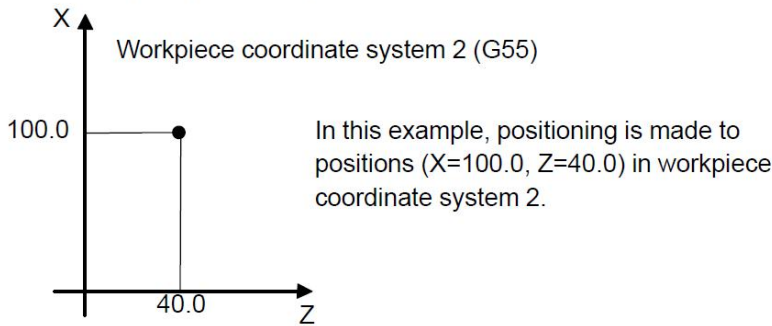 X
Workpiece coordinate system 2 (G55)
100.0
In this example, positioning is made to
positions (X=100.0, Z=40.0) in workpiece
coordinate system 2.
40.0
Z